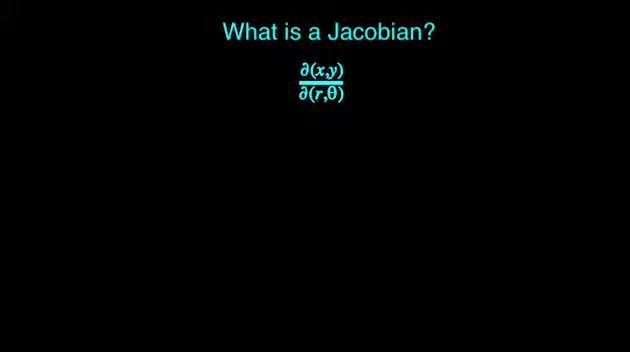 What is a Jacobian?
∂(x,y)
∂(r,θ)